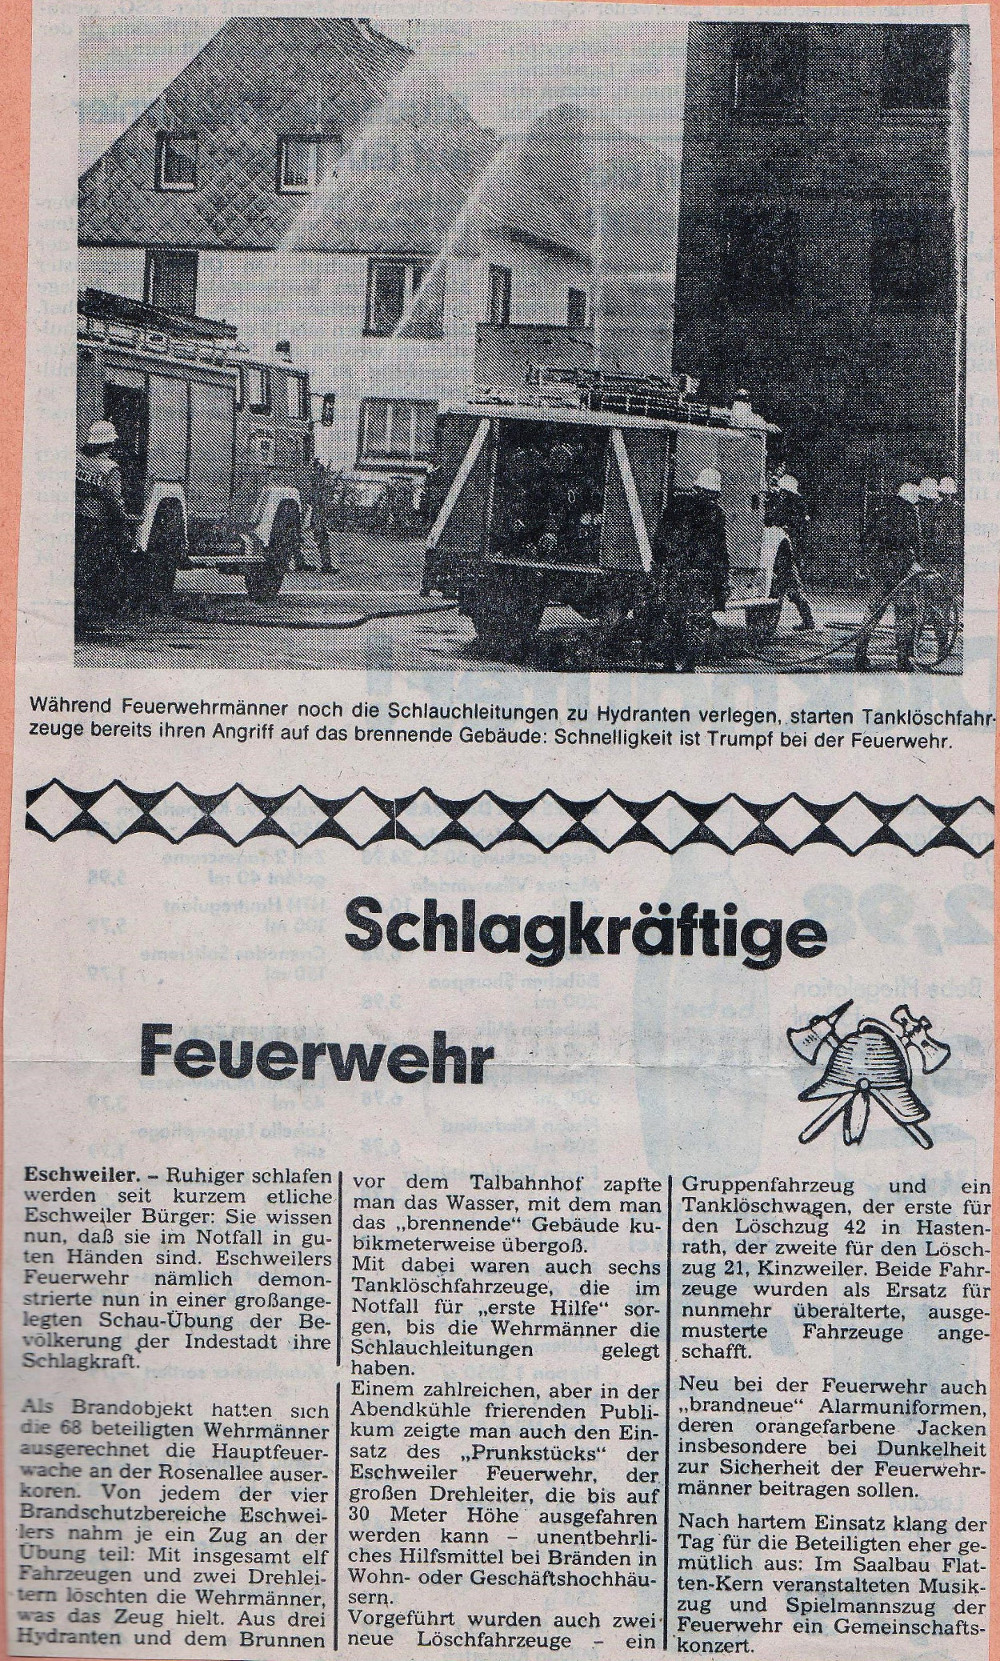 Während Feuerwehrmänner noch die Schlauchleitungen zu Hydranten verlegen, starten Tanklöschfahr-
zeuge bereits ihren Angriff auf das brennende Gebäude: Schnelligkeit ist Trumpf bei der Feuerwehr.
Schlagkräftige
Feuerwehr
Eschweiler. – Ruhiger schlafen
werden seit kurzem etliche
Eschweiler Bürger: Sie wissen
nun, daß sie im Notfall in gu-
ten Händen sind. Eschweilers
Feuerwehr nämlich demon-
strierte nun in einer großange-
legten Schau-Übung der Be-
völkerung der Indestadt ihre
Schlagkraft.
Als Brandobjekt hatten sich
die 68 beteiligten Wehrmänner
ausgerechnet die Hauptfeuer-
wache an der Rosenallee auser-
koren. Von jedem der vier
Brandschutzbereiche Eschwei-
lers nahm je ein Zug an der
Übung teil: Mit insgesamt elf
Fahrzeugen und zwei Drehlei-
tern löschten die Wehrmänner,
was das Zeug hielt. Aus drei
Hydranten und dem Brunnen
vor dem Talbahnhof zapfte
man das Wasser, mit dem man
das „brennende“ Gebäude ku-
bikmeterweise übergoß.
Mit dabei waren auch sechs
Tanklöschfahrzeuge, die im
Notfall für „erste Hilfe“ sor-
gen, bis die Wehrmänner die
Schlauchleitungen gelegt
haben.
Einem zahlreichen, aber in der
Abendkühle frierenden Publi-
kum zeigte man auch den Ein-
satz des „Prunkstücks“ der
Eschweiler Feuerwehr, der
großen Drehleiter, die bis auf
30 Meter Höhe ausgefahren
werden kann – unentbehrli-
ches Hilfsmittel bei Bränden in
Wohn- oder Geschäftshochhäu-
sern.
Vorgeführt wurden auch zwei
neue Löschfahrzeuge – ein
Gruppenfahrzeug und ein
Tanklöschwagen, der erste für
den Löschzug 42 in Hasten-
rath, der zweite für den Lösch-
zug 21, Kinzweiler. Beide Fahr-
zeuge wurden als Ersatz für
nunmehr überalterte, ausge-
musterte Fahrzeuge ange-
schafft.
Neu bei der Feuerwehr auch
„brandneue“ Alarmuniformen,
deren orangefarbene Jacken
insbesondere bei Dunkelheit
zur Sicherheit der Feuerwehr-
männer beitragen sollen.
Nach hartem Einsatz klang der
Tag für die Beteiligten eher ge-
mütlich aus: Im Saalbau Flat-
ten-Kern veranstalteten Musik-
zug und Spielmannszug der
Feuerwehr ein Gemeinschafts-
konzert.